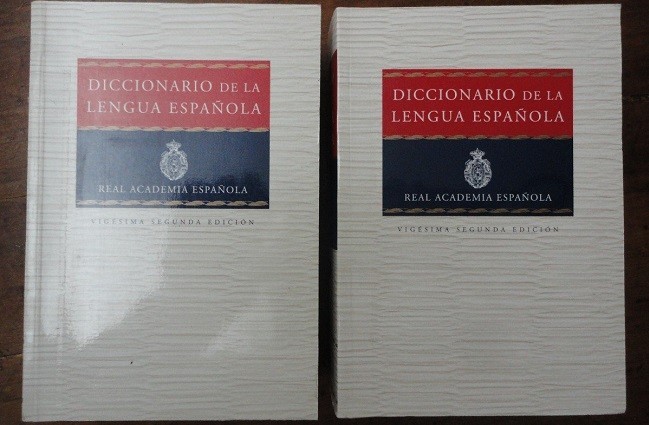 DICCIONARIO DE LA
LENGUA ESPAÑOLA
REAL ACADEMIA ESPAÑOLA
VIGÉSIMA SEGUNDA EDICIÓN
DICCIONARIO DE LA
LENGUA ESPAÑOLA
REAL ACADEMIA ESPAÑOLA
VIGÉSIMA SEGUNDA EDICIÓN